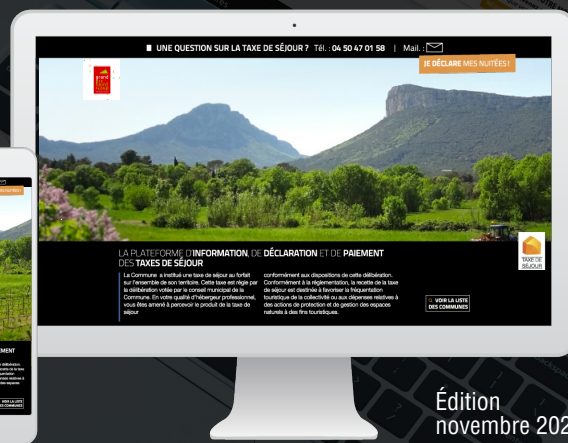 UNE QUESTION SUR LA TAXE DE SÉJOUR ? Tél. : 04 50 47 01 58 | Mail. :
JE DÉCLARE MES NUITÉES !
grand
pic
saint
loup
LA PLATEFORME D'INFORMATION, DE DÉCLARATION ET DE PAIEMENT
DES TAXES DE SÉJOUR
La Commune a institué une taxe de séjour au forfait
sur l'ensemble de son territoire. Cette taxe est régie par
la délibération votée par le conseil municipal de la
Commune. En votre qualité d'hébergeur professionnel,
vous êtes amené à percevoir le produit de la taxe de
séjour
conformément aux dispositions de cette délibération.
Conformément à la réglementation, la recette de la taxe
de séjour est destinée à favoriser la fréquentation
touristique de la collectivité ou aux dépenses relatives à
des actions de protection et de gestion des espaces
naturels à des fins touristiques.
TAXE DE
SÉJOUR
VOIR LA LISTE
DES COMMUNES
Édition
novembre 202